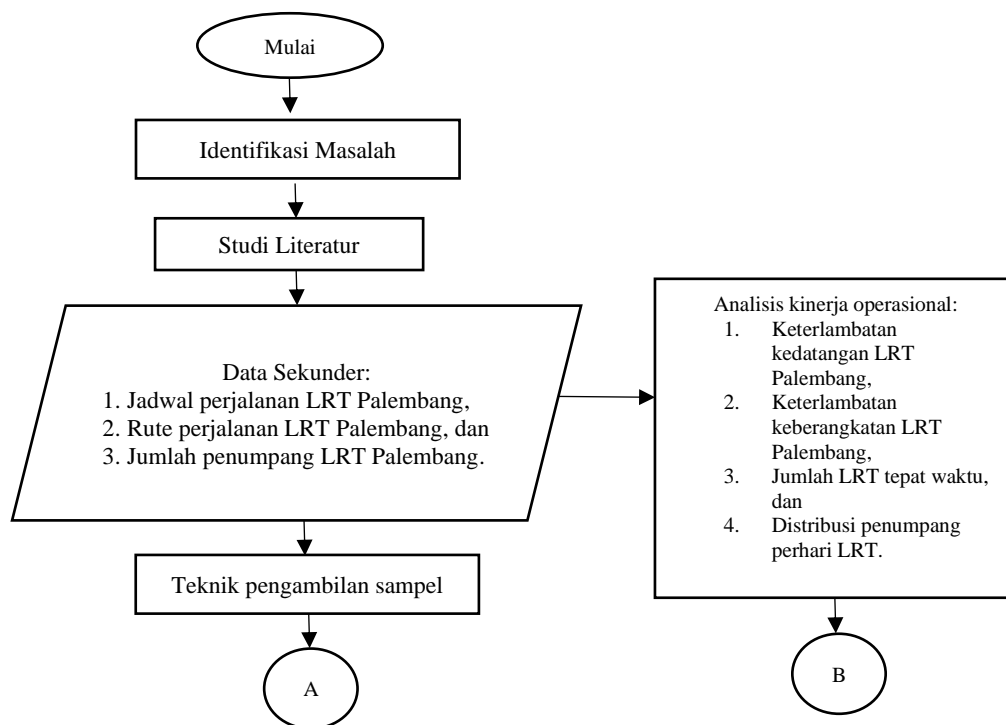 Mulai
Identifikasi Masalah
Studi Literatur
Data Sekunder:
1. Jadwal perjalanan LRT Palembang,
2. Rute perjalanan LRT Palembang, dan
3. Jumlah penumpang LRT Palembang.
Teknik pengambilan sampel
A
Analisis kinerja operasional:
1. Keterlambatan
kedatangan LRT
Palembang,
2. Keterlambatan
keberangkatan LRT
Palembang,
3. Jumlah LRT tepat waktu,
dan
4. Distribusi penumpang
perhari LRT.
B